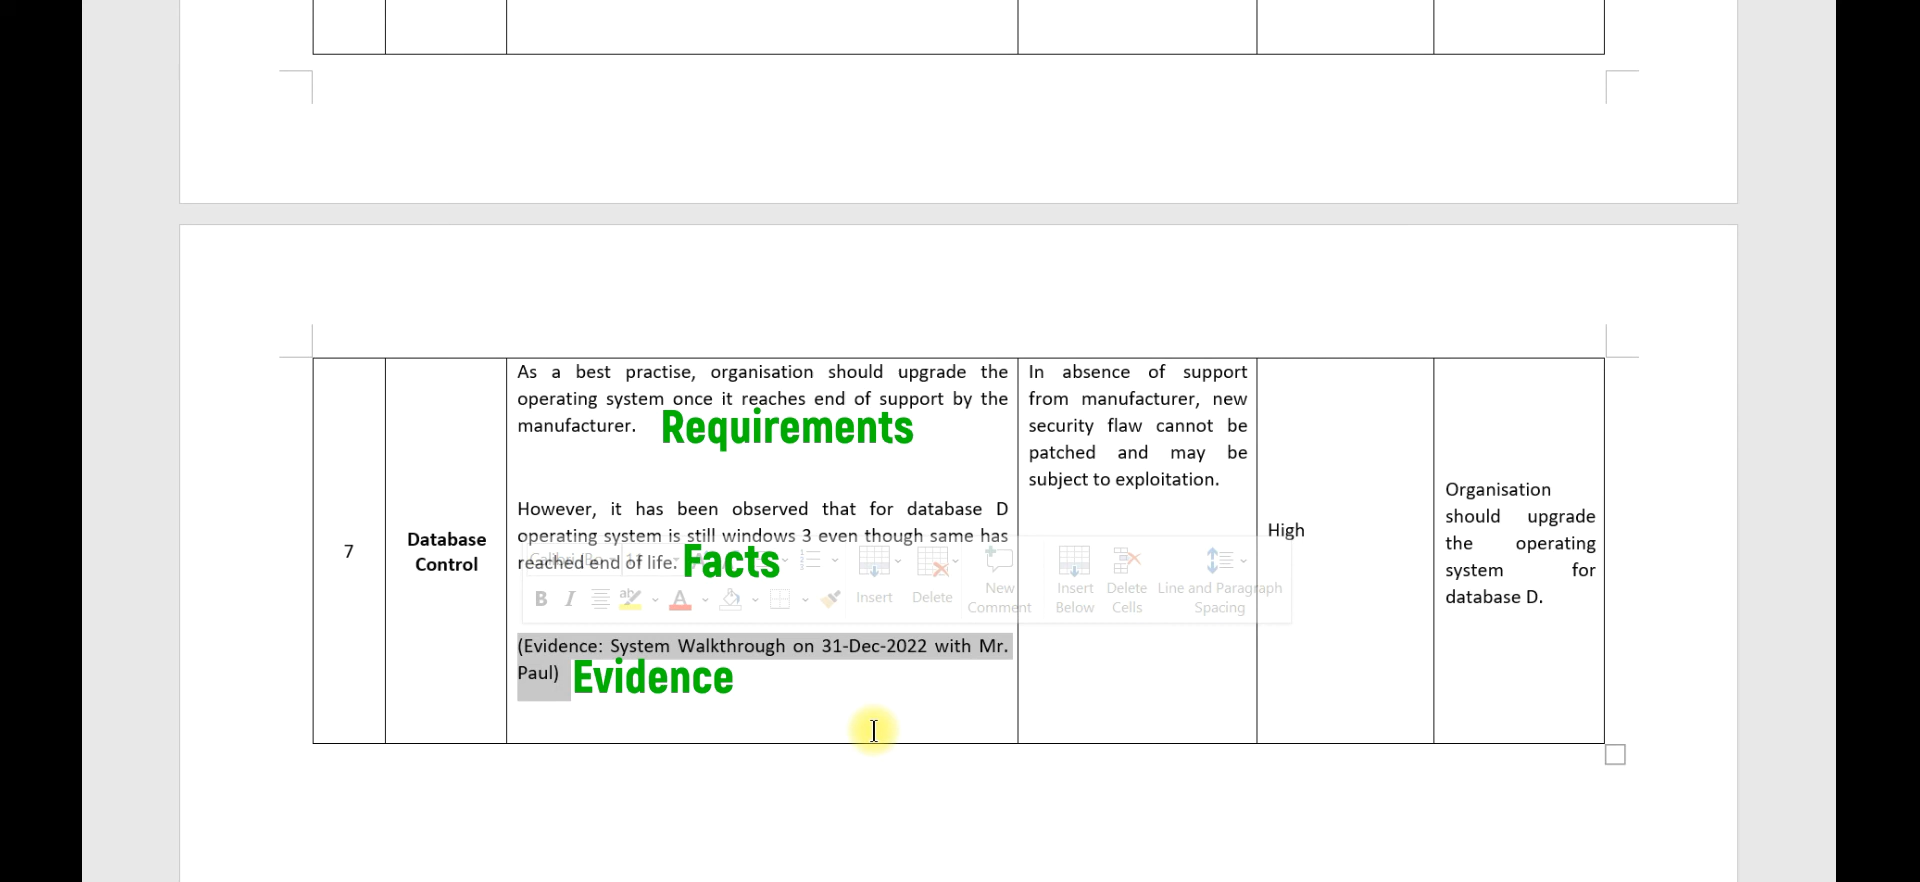 7
Database
Control
As a best practise, organisation should upgrade the
operating system once it reaches end of support by the
manufacturer.
Requirements
However, it has been observed that for database D
operating system is still windows 3 even though same has
reached end of life.
Facts
(Evidence: System Walkthrough on 31-Dec-2022 with Mr.
Paul)
Evidence
In absence of support
from manufacturer, new
security flaw cannot be
patched and may be
subject to exploitation.
High
Organisation
should upgrade
the operating
system for
database D.
B I
Insert
Delete
New
Comment
Insert
Below
Delete
Cells
Line and Paragraph
Spacing